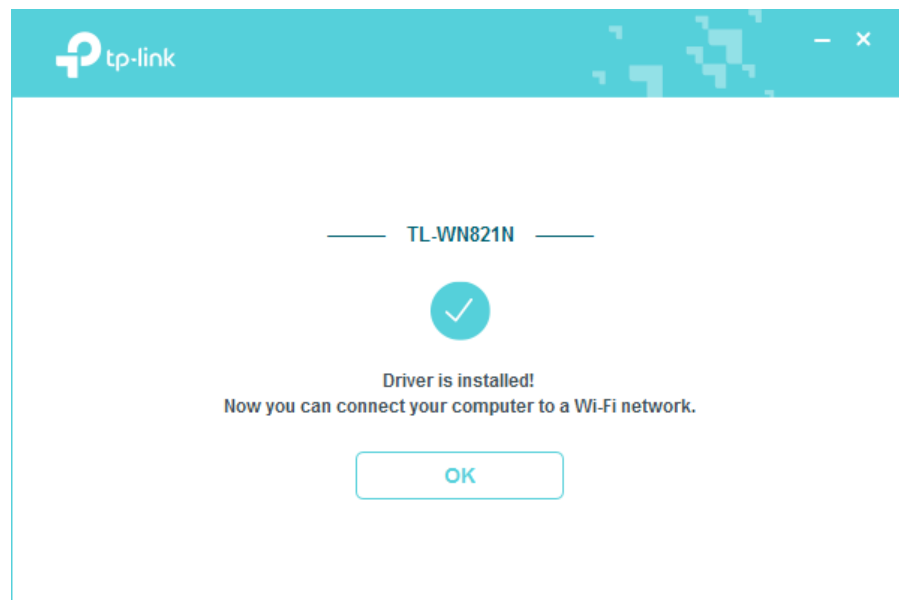 tp-link
TL-WN821N
Driver is installed!
Now you can connect your computer to a Wi-Fi network.
OK